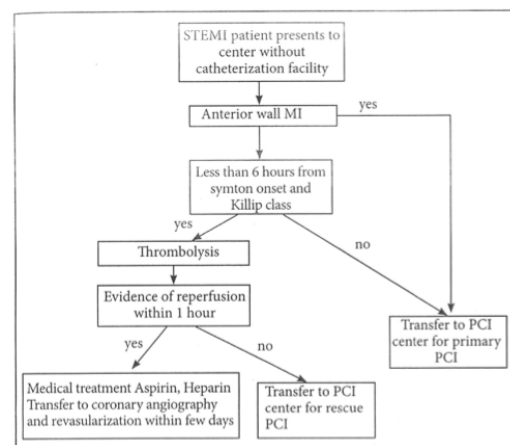 STEMI patient presents to
center without
catheterization facility
Anterior wall MI
yes
Less than 6 hours from
symton onset and
Killip class
yes
no
Thrombolysis
Evidence of reperfusion
within 1 hour
yes
no
Transfer to PCI
center for primary
PCI
Medical treatment Aspirin, Heparin
Transfer to coronary angiography
and revasularization within few days
Transfer to PCI
center for rescue
PCI